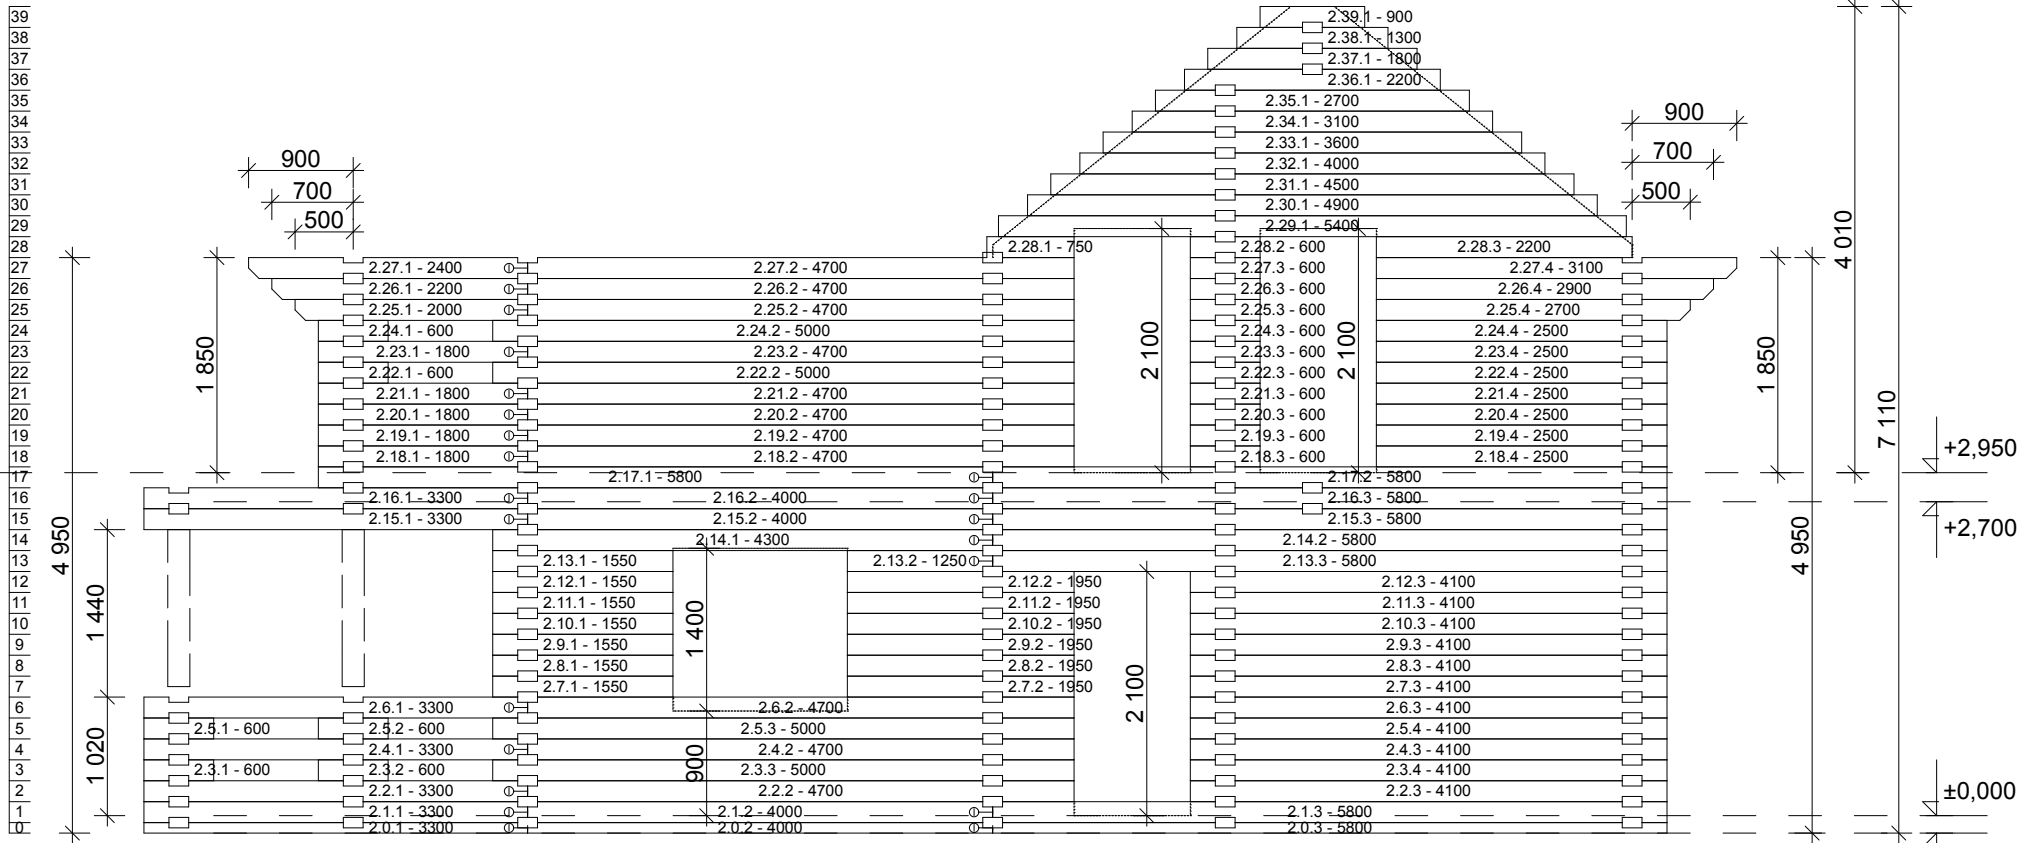 39 2.39.1 - 900
38 2.38.1 - 1300
37 2.37.1 - 1800
36 2.36.1 - 2200
35 2.35.1 - 2700
34 2.34.1 - 3100
33 2.33.1 - 3600
32 2.32.1 - 4000
31 2.31.1 - 4500
30 2.30.1 - 4900
29 2.29.1 - 5400
28 2.28.1 - 750 2.28.2 - 600 2.28.3 - 2200
27 2.27.1 - 2400 2.27.2 - 4700 2.27.3 - 600 2.27.4 - 3100
26 2.26.1 - 2200 2.26.2 - 4700 2.26.3 - 600 2.26.4 - 2900
25 2.25.1 - 2000 2.25.2 - 4700 2.25.3 - 600 2.25.4 - 2700
24 2.24.1 - 600 2.24.2 - 5000 2.24.3 - 600 2.24.4 - 2500
23 2.23.1 - 1800 2.23.2 - 4700 2.23.3 - 600 2.23.4 - 2500
22 2.22.1 - 600 2.22.2 - 5000 2.22.3 - 600 2.22.4 - 2500
21 2.21.1 - 1800 2.21.2 - 4700 2.21.3 - 600 2.21.4 - 2500
20 2.20.1 - 1800 2.20.2 - 4700 2.20.3 - 600 2.20.4 - 2500
19 2.19.1 - 1800 2.19.2 - 4700 2.19.3 - 600 2.19.4 - 2500
18 2.18.1 - 1800 2.18.2 - 4700 2.18.3 - 600 2.18.4 - 2500
17 2.17.1 - 5800 2.17.2 - 5800
16 2.16.1 - 3300 2.16.2 - 4000 2.16.3 - 5800
15 2.15.1 - 3300 2.15.2 - 4000 2.15.3 - 5800
14 2.14.1 - 4300 2.14.2 - 5800
13 2.13.1 - 1550 2.13.2 - 1250 2.13.3 - 5800
12 2.12.1 - 1550 2.12.2 - 1950 2.12.3 - 4100
11 2.11.1 - 1550 2.11.2 - 1950 2.11.3 - 4100
10 2.10.1 - 1550 2.10.2 - 1950 2.10.3 - 4100
9 2.9.1 - 1550 2.9.2 - 1950 2.9.3 - 4100
8 2.8.1 - 1550 2.8.2 - 1950 2.8.3 - 4100
7 2.7.1 - 1550 2.7.2 - 1950 2.7.3 - 4100
6 2.6.1 - 3300 2.6.2 - 4700 2.6.3 - 4100
5 2.5.1 - 600 2.5.2 - 600 2.5.3 - 5000 2.5.4 - 4100
4 2.4.1 - 3300 2.4.2 - 4700 2.4.3 - 4100
3 2.3.1 - 600 2.3.2 - 600 2.3.3 - 5000 2.3.4 - 4100
2 2.2.1 - 3300 2.2.2 - 4700 2.2.3 - 4100
1 2.1.1 - 3300 2.1.2 - 4000 2.1.3 - 5800
0 2.0.1 - 3300 2.0.2 - 4000 2.0.3 - 5800
900
700
500
1 850
4 950
1 440
1 020
1 400
900
2 100
2 100
2 100
900
700
500
1 850
4 950
4 010
7 110
+2,950
+2,700
±0,000